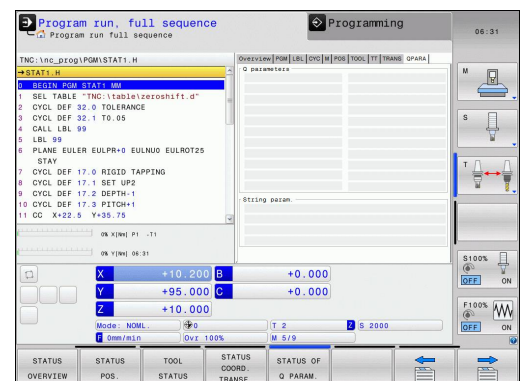 Program run, full sequence
Program run full sequence
Programming
06:31
TNC:\nc_prog\PGM\STAT1.H
→STAT1.H
0 BEGIN PGM STAT1 MM
1 SEL TABLE "TNC:\table\zeroshift.d"
2 CYCL DEF 32.0 TOLERANCE
3 CYCL DEF 32.1 T0.05
4 CALL LBL 99
5 LBL 99
6 PLANE EULER EULPR+0 EULNU0 EULROT25
STAY
7 CYCL DEF 17.0 RIGID TAPPING
8 CYCL DEF 17.1 SET UP2
9 CYCL DEF 17.2 DEPTH-1
10 CYCL DEF 17.3 PITCH+1
11 CC X+22.5 Y+35.75
Overview PGM LBL CYC M POS TOOL TT TRANS QPARA
Q parameters
String param.
M
S
T
0% X[Nm] P1 -T1
0% Y[Nm] 06:31
X +10.200 B +0.000
Y +95.000 C +0.000
Z +10.000
Mode: NOML. 0 T 2 Z S 2000
F 0mm/min Ovr 100% M 5/9
S100%
OFF ON
F100%
OFF ON
STATUS OVERVIEW
STATUS POS.
TOOL STATUS
STATUS COORD. TRANSF.
STATUS OF Q PARAM.